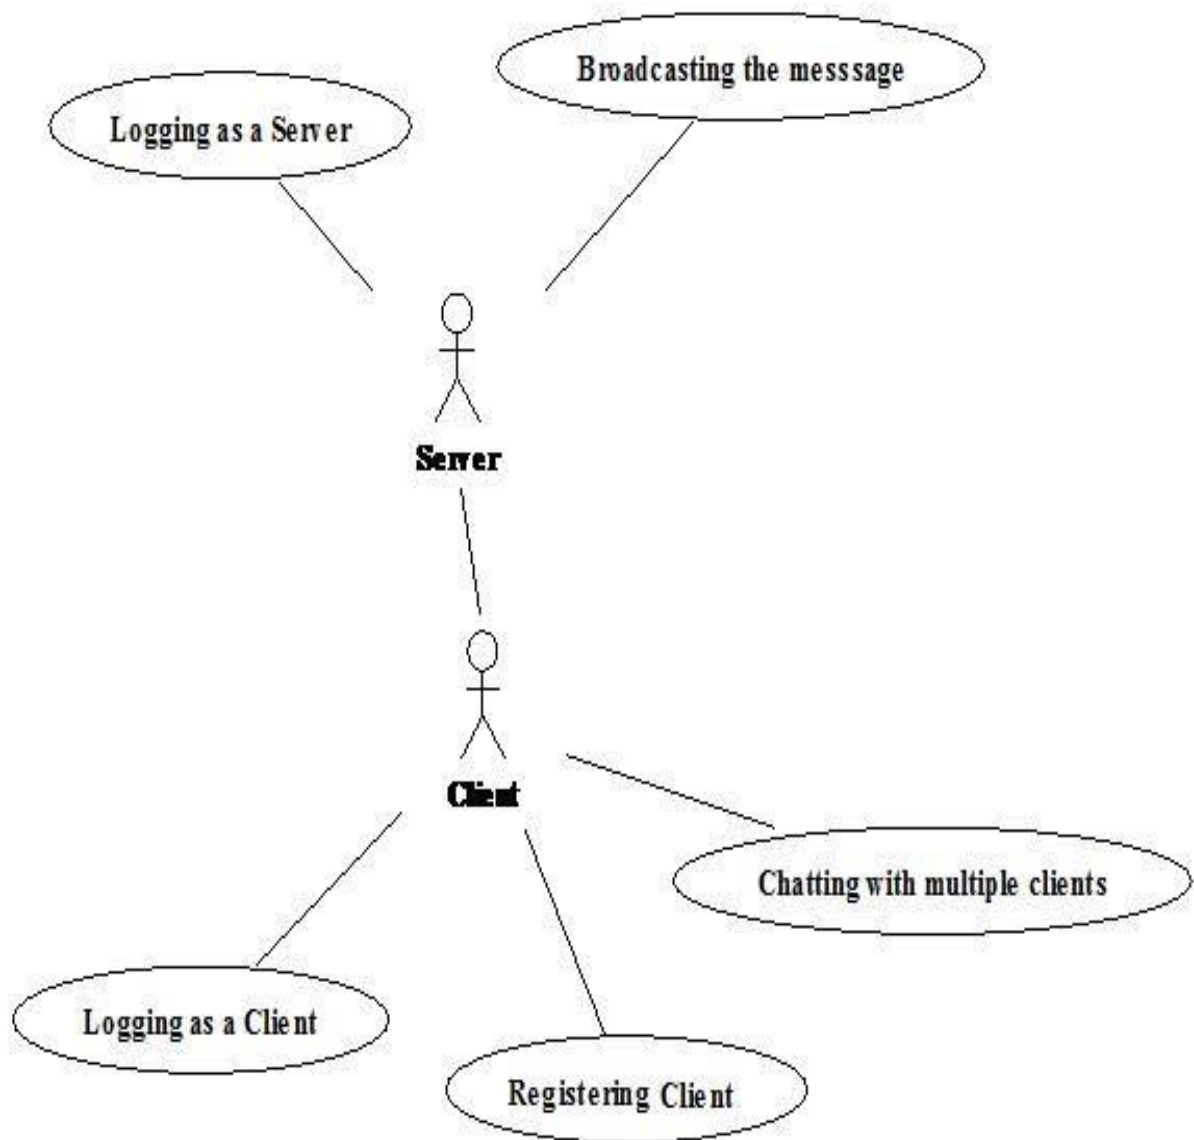 Broadcasting the messsage
Logging as a Server
Server
Client
Chatting with multiple clients
Logging as a Client
Registering Client